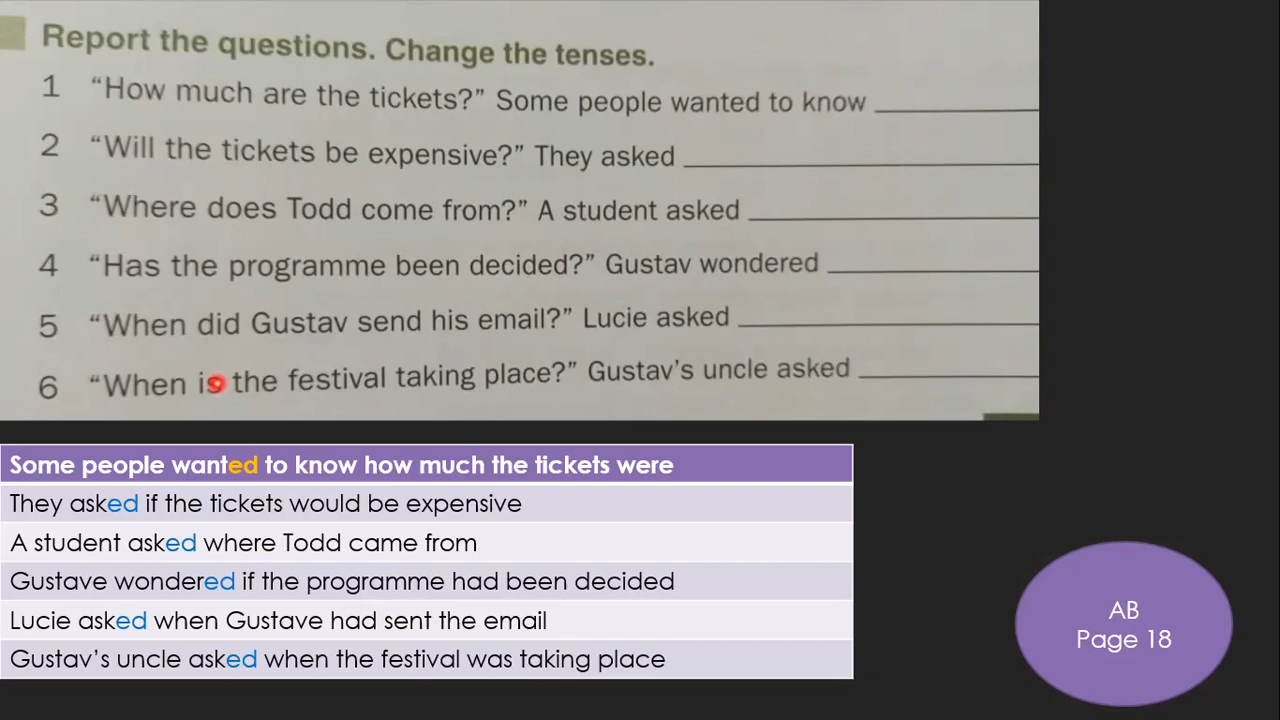 Report the questions. Change the tenses.
1 “How much are the tickets?” Some people wanted to know
2 “Will the tickets be expensive?” They asked
3 “Where does Todd come from?” A student asked
4 “Has the programme been decided?” Gustav wondered
5 “When did Gustav send his email?” Lucie asked
6 “When is the festival taking place?” Gustav’s uncle asked
Some people wanted to know how much the tickets were
They asked if the tickets would be expensive
A student asked where Todd came from
Gustave wondered if the programme had been decided
Lucie asked when Gustave had sent the email
Gustav’s uncle asked when the festival was taking place
AB
Page 18